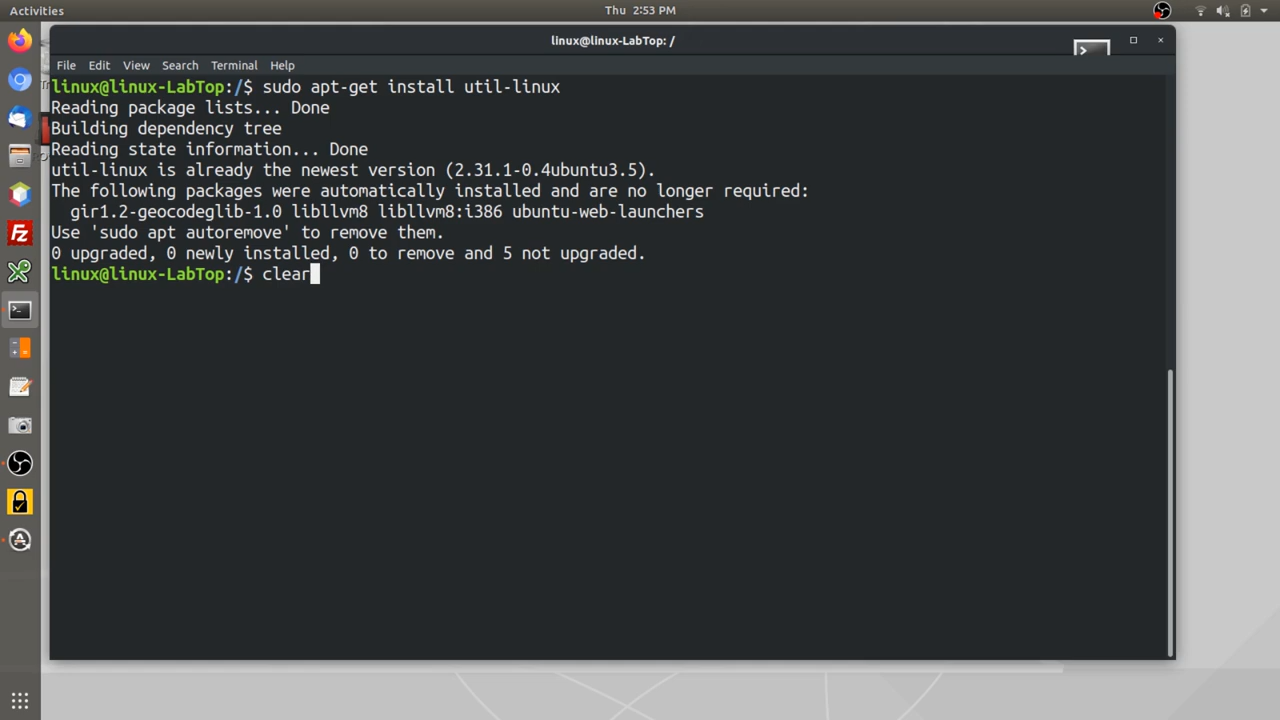 Activities
Thu 2:53 PM
linux@linux-LabTop: /
File Edit View Search Terminal Help
linux@linux-LabTop:/$ sudo apt-get install util-linux
Reading package lists... Done
Building dependency tree
Reading state information... Done
util-linux is already the newest version (2.31.1-0.4ubuntu3.5).
The following packages were automatically installed and are no longer required:
gir1.2-geocodeglib-1.0 libllvm8 libllvm8:i386 ubuntu-web-launchers
Use 'sudo apt autoremove' to remove them.
0 upgraded, 0 newly installed, 0 to remove and 5 not upgraded.
linux@linux-LabTop:/$ clear
Fz